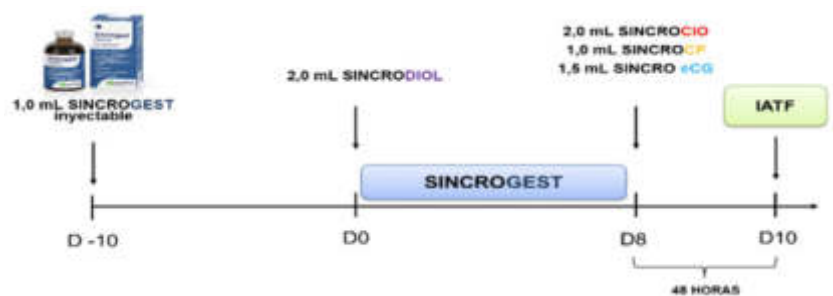 Sincrogest
1,0 mL SINCROGEST
inyectable
2,0 mL SINCRODIOL
2,0 mL SINCROCIO
1,0 mL SINCROCP
1,5 mL SINCRO eCG
IATF
SINCROGEST
D -10
D0
D8
D10
48 HORAS